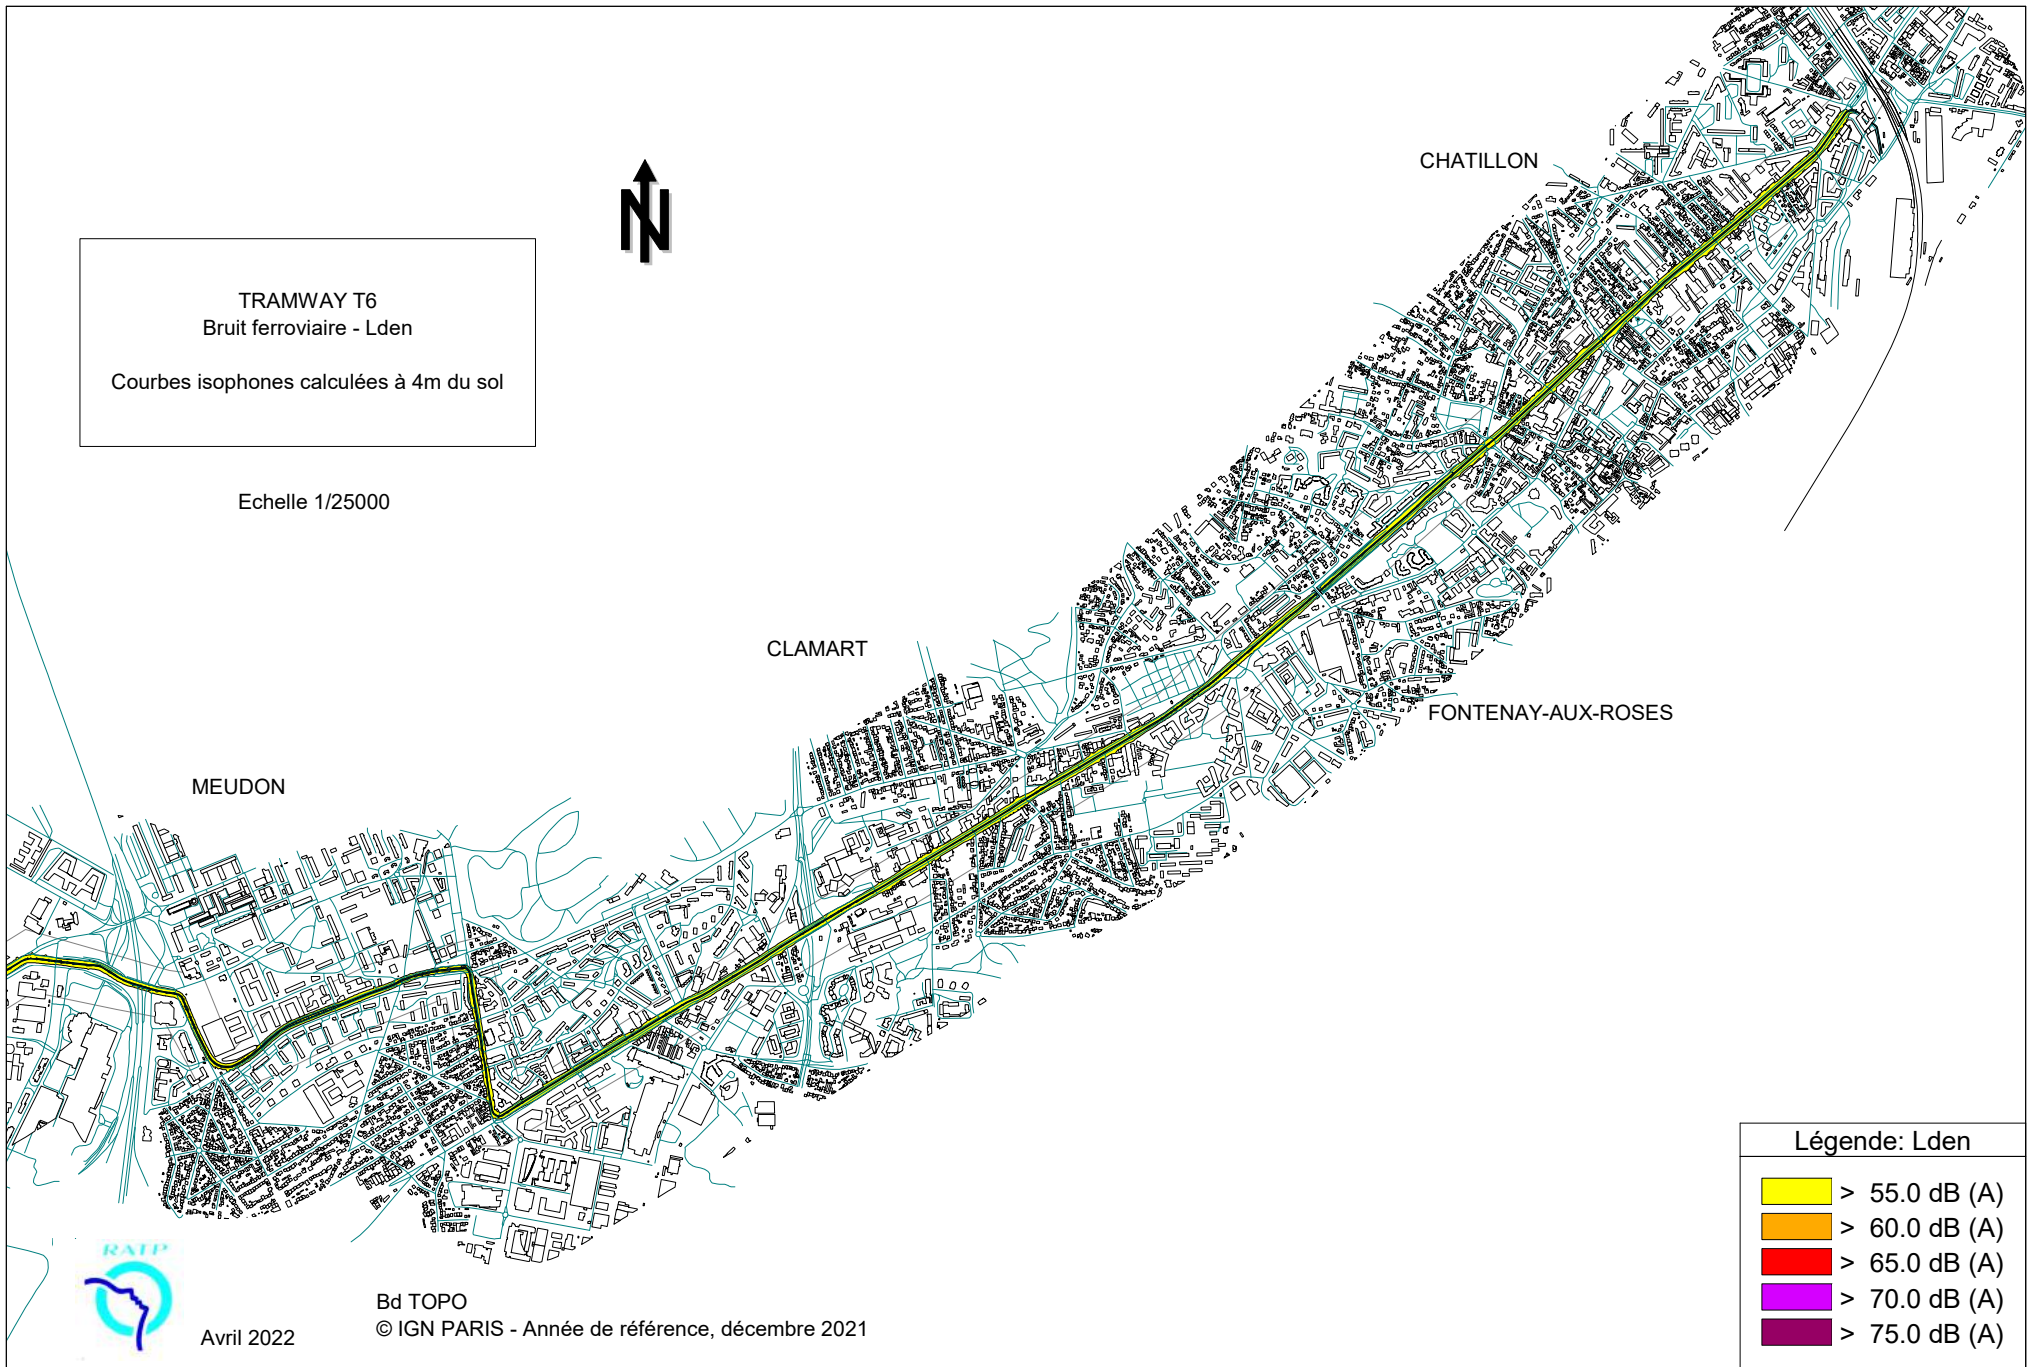 CHATILLON
TRAMWAY T6
Bruit ferroviaire - Lden
Courbes isophones calculées à 4m du sol
N
Echelle 1/25000
CLAMART
FONTENAY-AUX-ROSES
MEUDON
Légende: Lden
> 55.0 dB (A)
> 60.0 dB (A)
> 65.0 dB (A)
> 70.0 dB (A)
> 75.0 dB (A)
RATP
Avril 2022
Bd TOPO
© IGN PARIS - Année de référence, décembre 2021